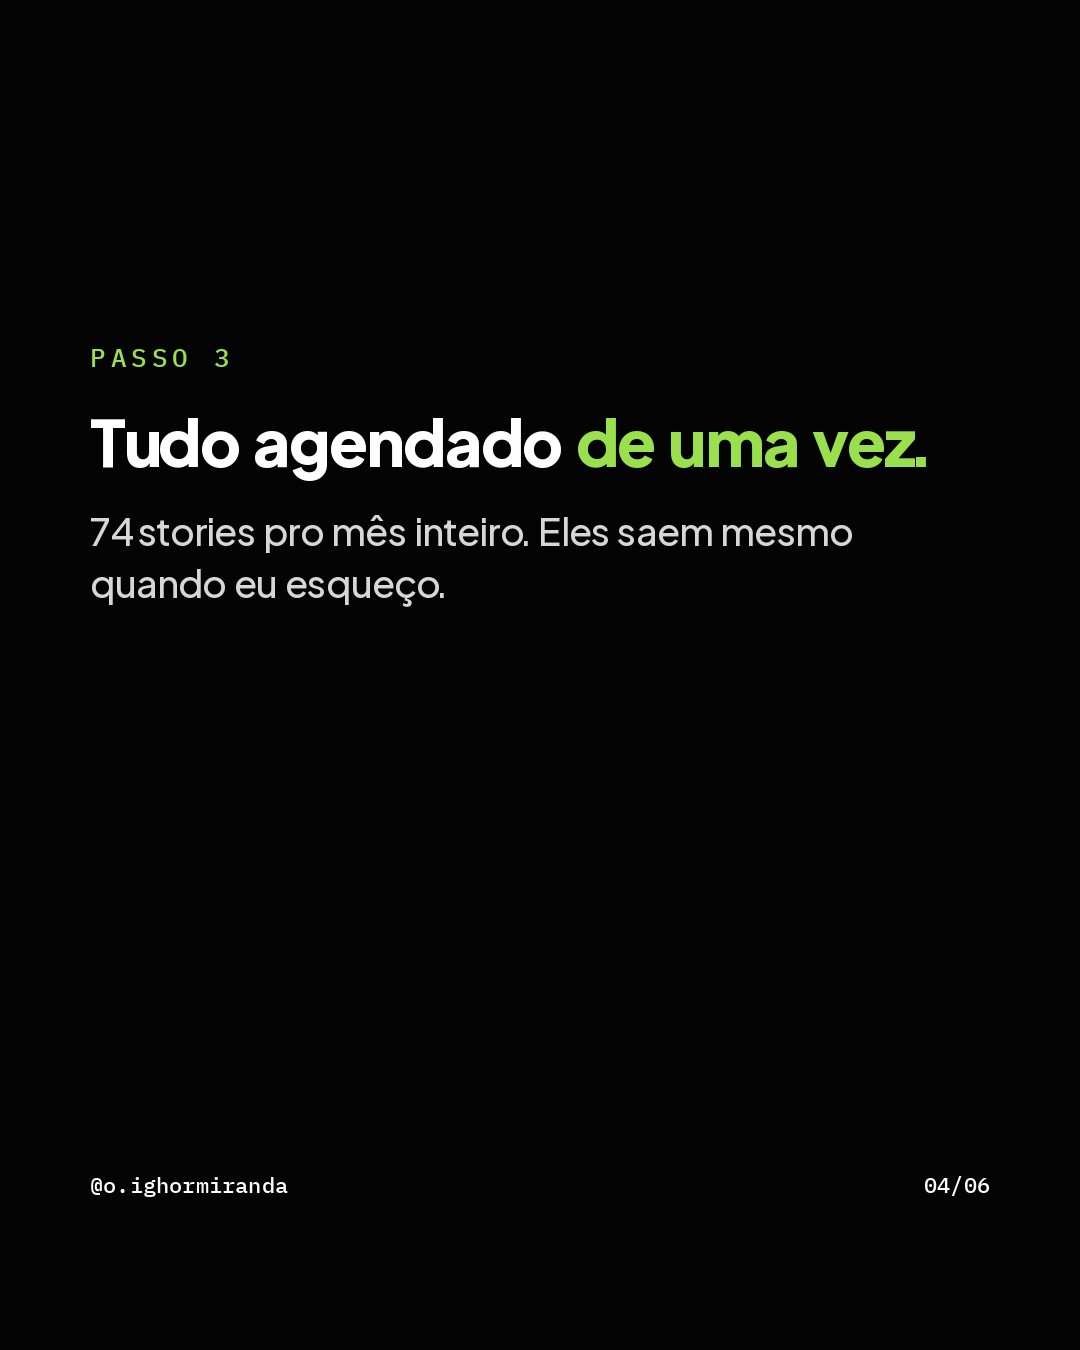 PASSO 3
Tudo agendado de uma vez.
74 stories pro mês inteiro. Eles saem mesmo
quando eu esqueço.
@o.ighormiranda
04/06